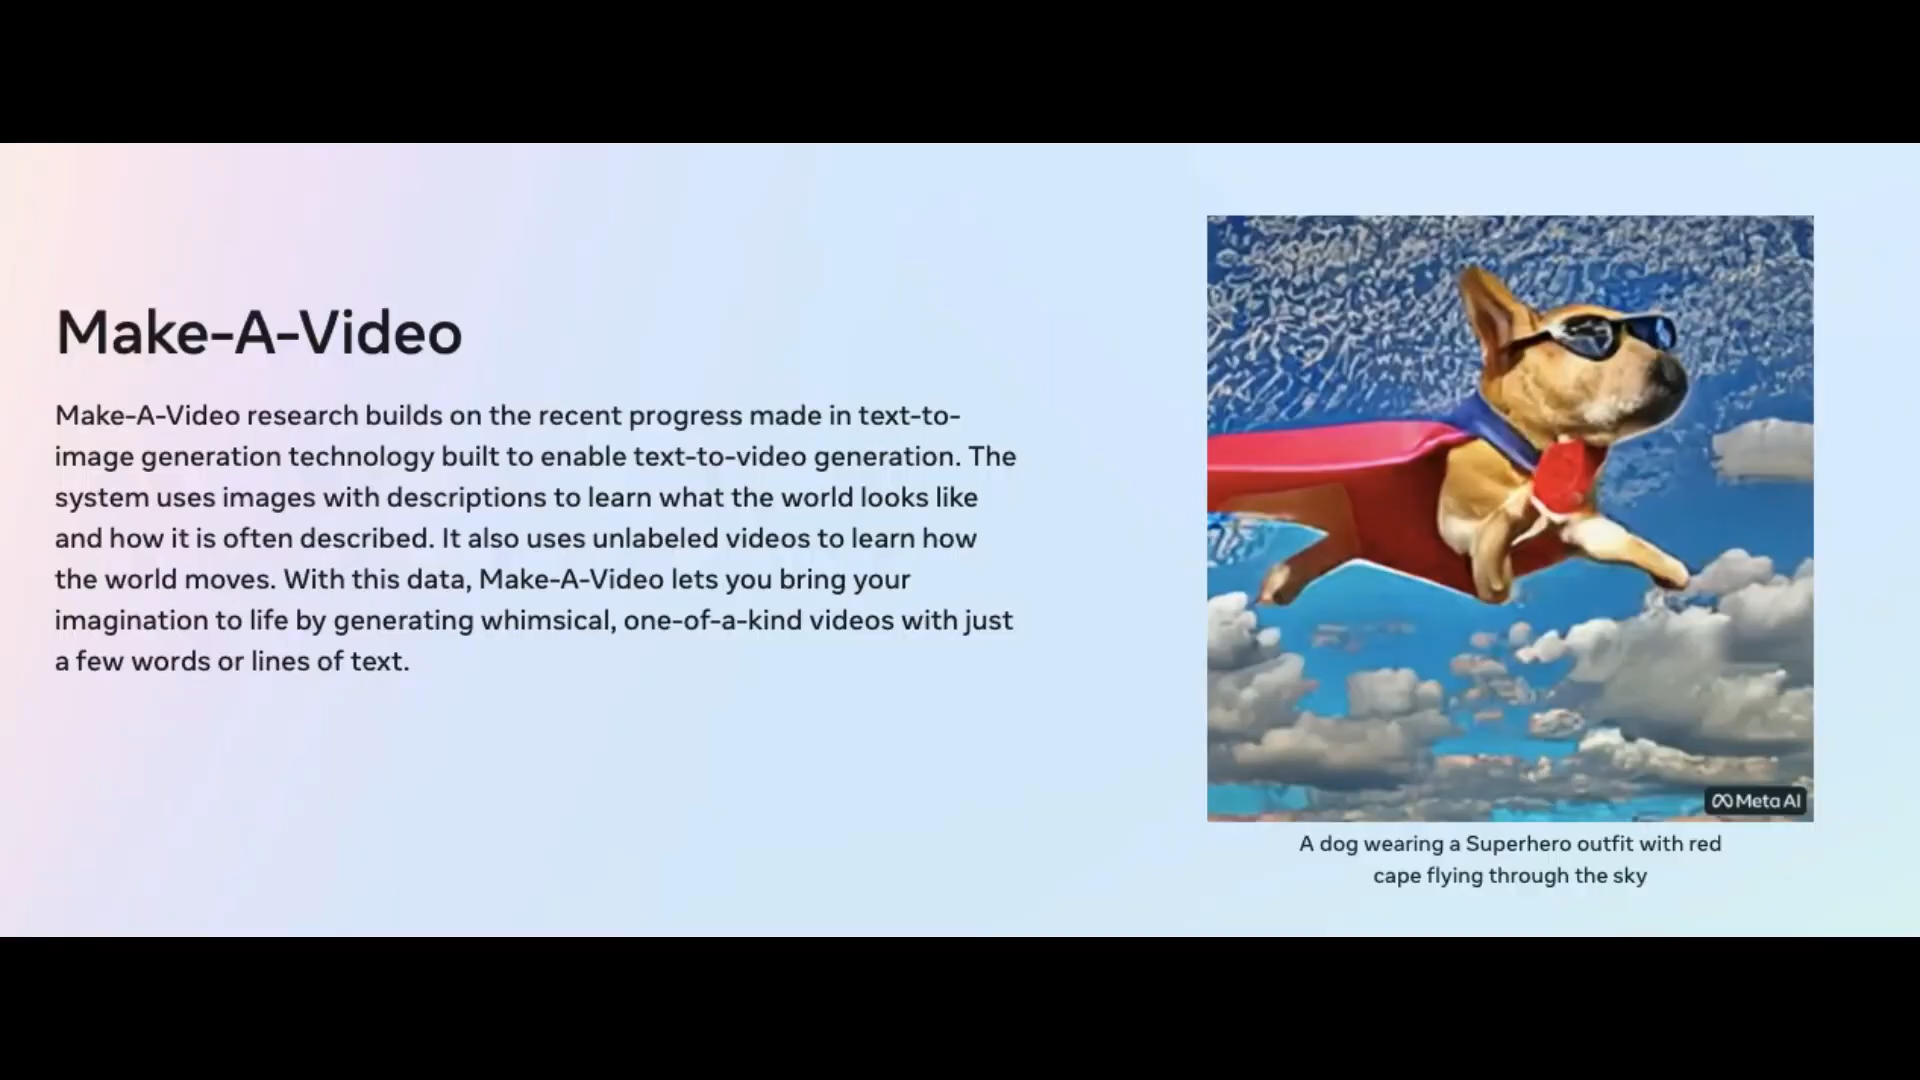 Make-A-Video
Make-A-Video research builds on the recent progress made in text-to-
image generation technology built to enable text-to-video generation. The
system uses images with descriptions to learn what the world looks like
and how it is often described. It also uses unlabeled videos to learn how
the world moves. With this data, Make-A-Video lets you bring your
imagination to life by generating whimsical, one-of-a-kind videos with just
a few words or lines of text.
Meta AI
A dog wearing a Superhero outfit with red
cape flying through the sky